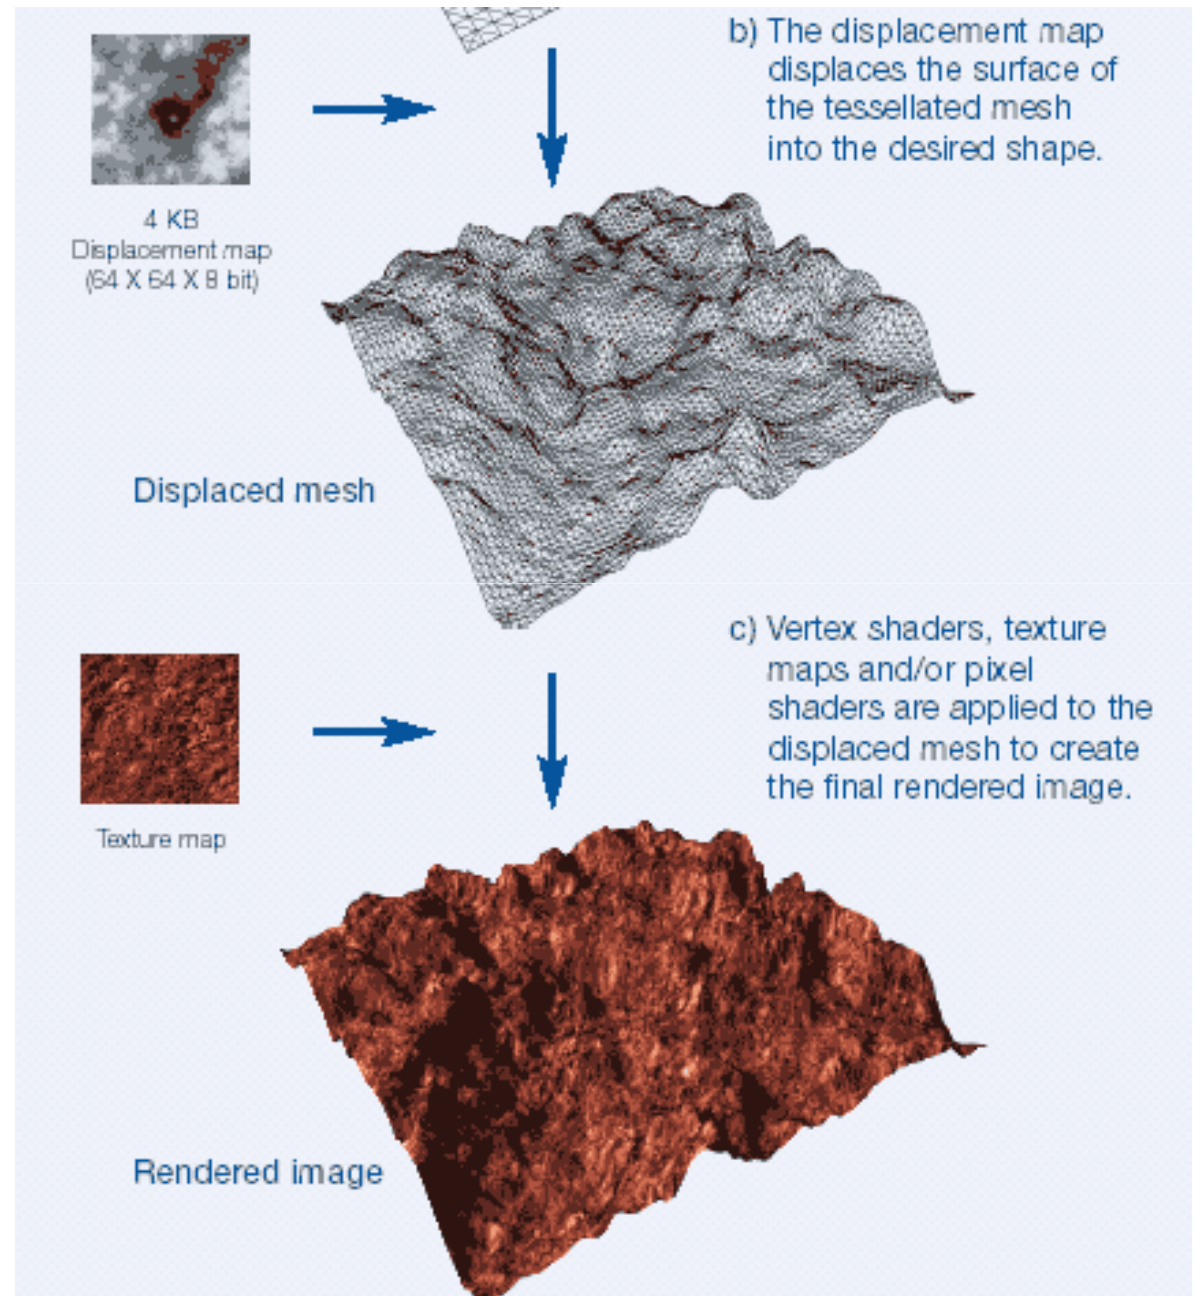 b) The displacement map
displaces the surface of
the tessellated mesh
into the desired shape.
4 KB
Displacement map
(64 X 64 X 8 bit)
Displaced mesh
c) Vertex shaders, texture
maps and/or pixel
shaders are applied to the
displaced mesh to create
the final rendered image.
Texture map
Rendered image